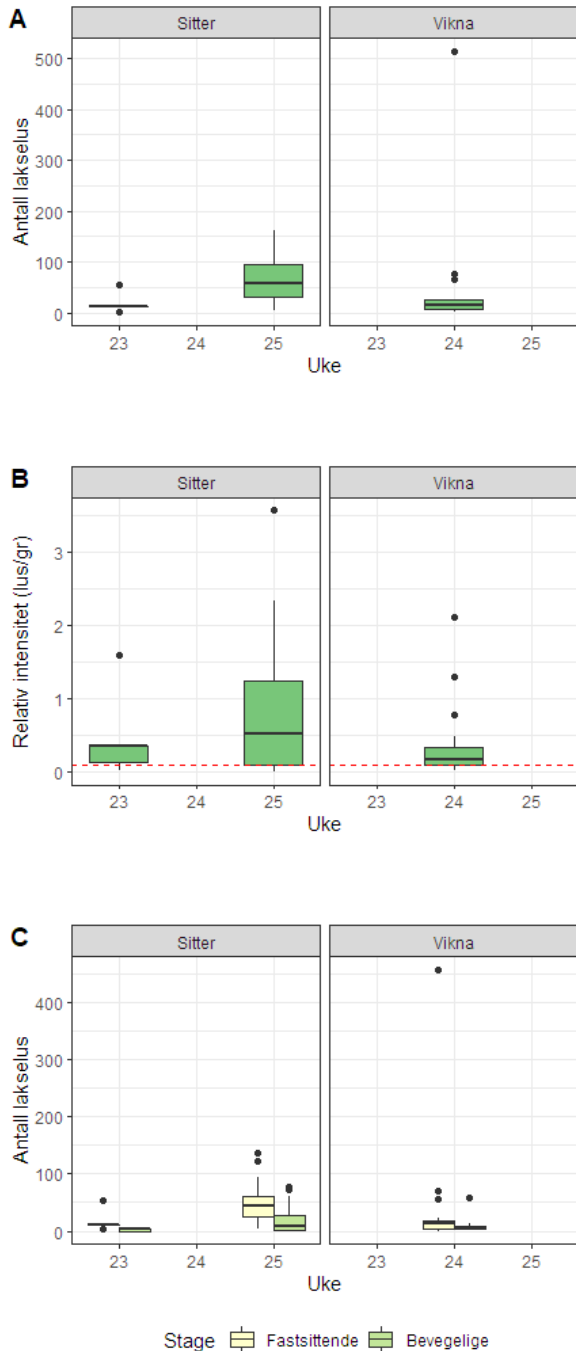 A
Sitter
Vikna
Antall lakselus
500
400
300
200
100
0
23 24 25 23 24 25
Uke
B
Sitter
Vikna
Relativ intensitet (lus/gr)
3
2
1
0
23 24 25 23 24 25
Uke
C
Sitter
Vikna
Antall lakselus
400
300
200
100
0
23 24 25 23 24 25
Uke
Stage Fastsittende Bevegelige